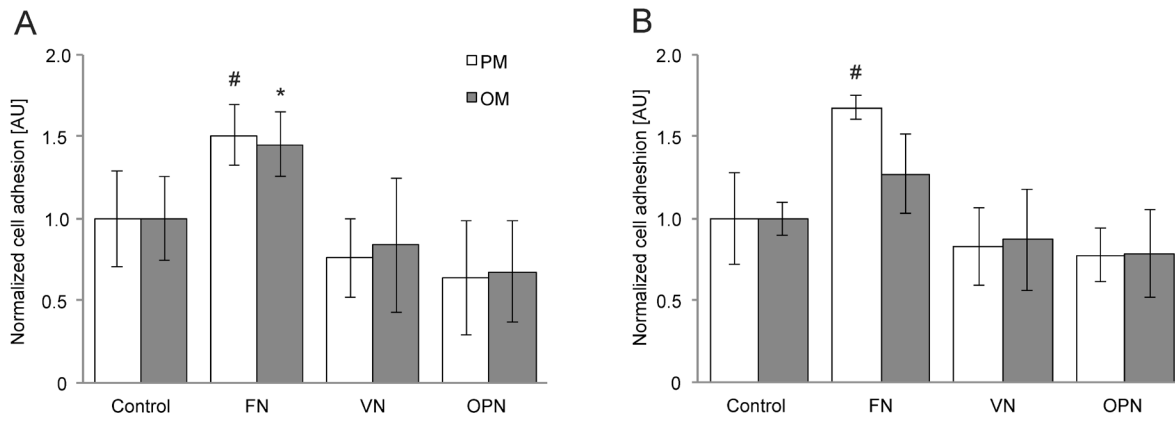 A
Normalized cell adhesion [AU]
2.0
1.5
1.0
0.5
0
#
*
PM
OM
Control FN VN OPN
B
Normalized cell adheshion [AU]
2.0
1.5
1.0
0.5
0
#
Control FN VN OPN